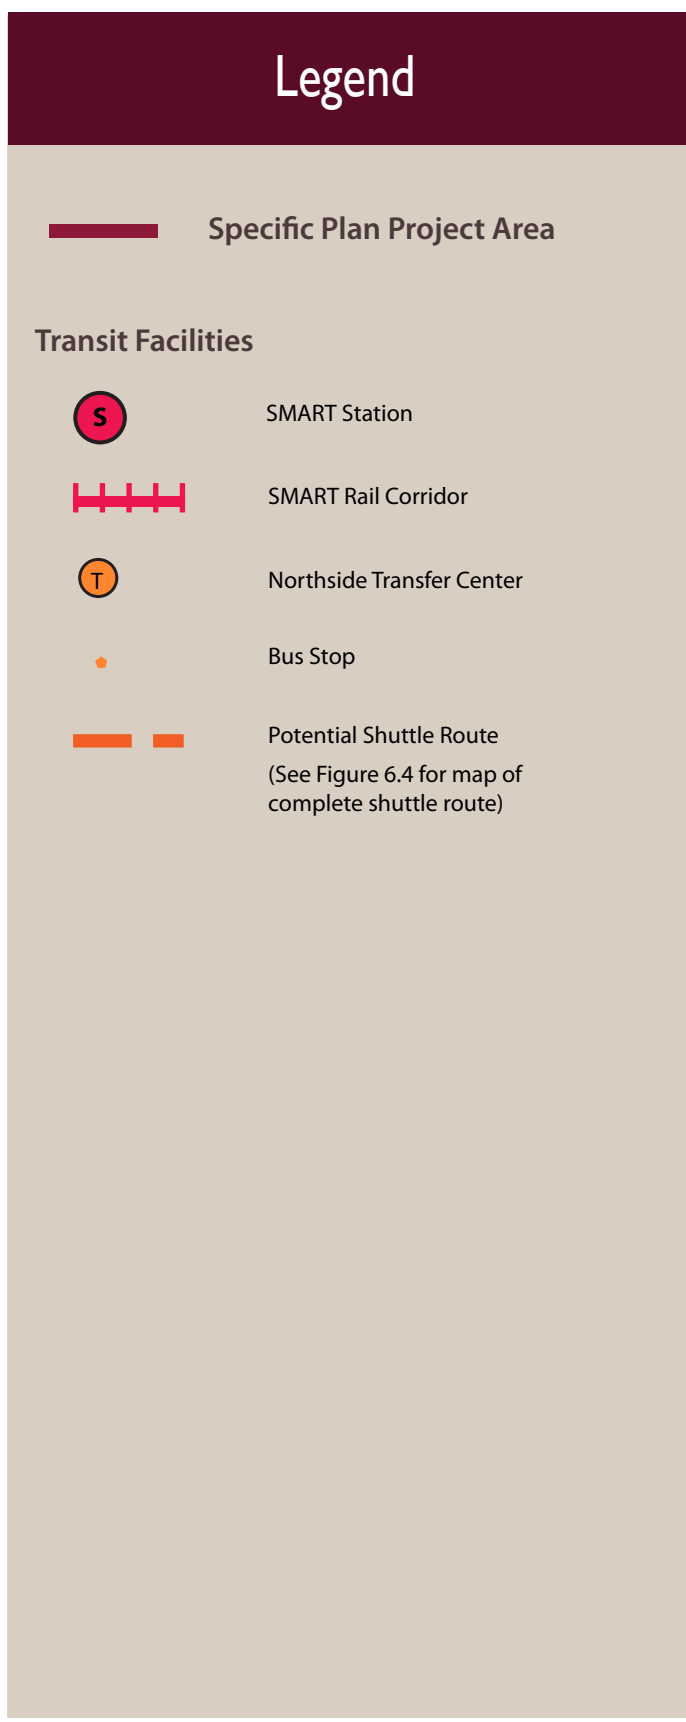 Legend
Specific Plan Project Area
Transit Facilities
S
SMART Station
SMART Rail Corridor
T
Northside Transfer Center
Bus Stop
Potential Shuttle Route
(See Figure 6.4 for map of
complete shuttle route)